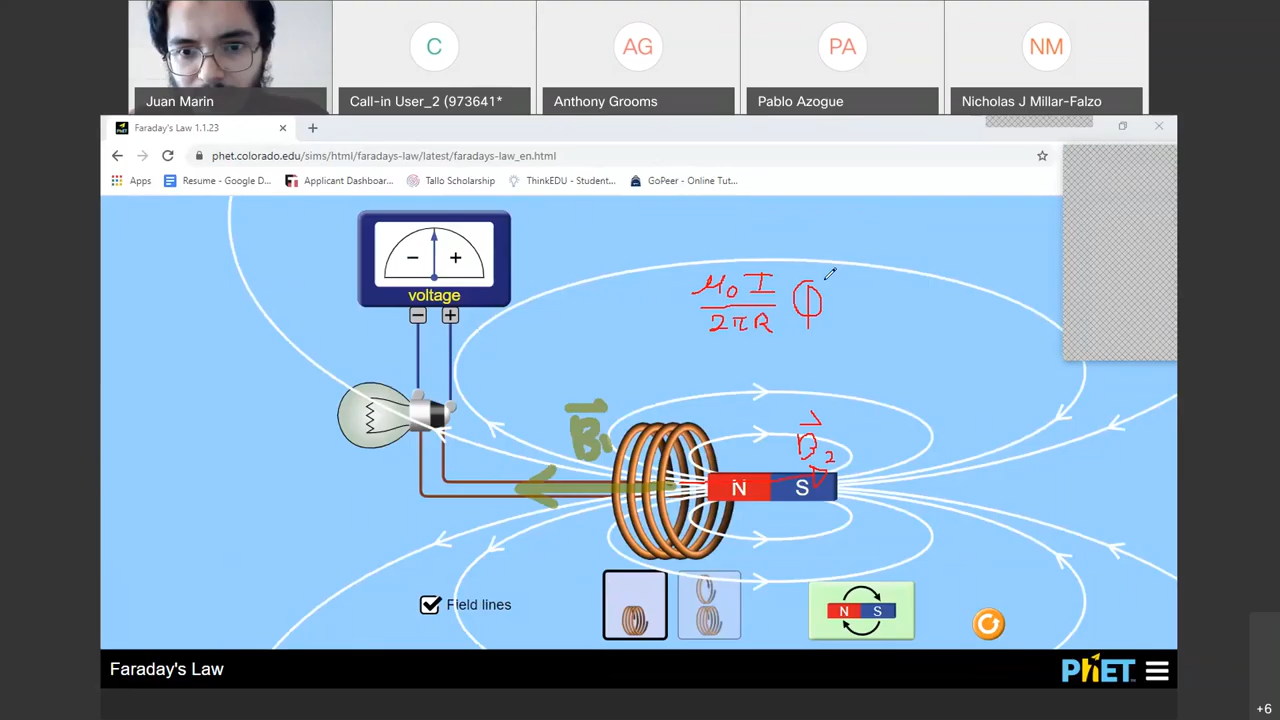 C
AG
PA
NM
Juan Marin
Call-in User_2 (973641*
Anthony Grooms
Pablo Azogue
Nicholas J Millar-Falzo
Faraday's Law 1.1.23
phet.colorado.edu/sims/html/faradays-law/latest/faradays-law_en.html
Apps
Resume - Google D...
Applicant Dashboar...
Tallo Scholarship
ThinkEDU - Student...
GoPeer - Online Tut...
− +
voltage
− +
μ₀ I
2πR
Φ
B₁
B₂
N S
Field lines
N S
Faraday's Law
PhET
+6